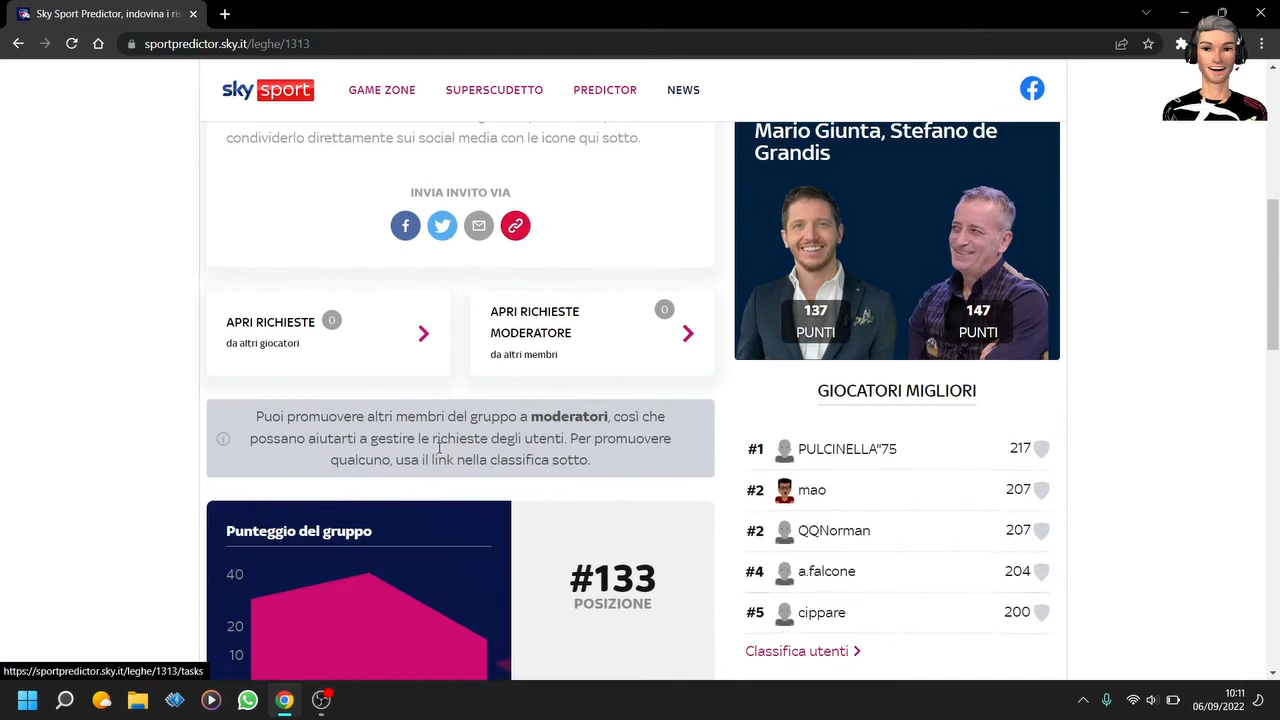 Sky Sport Predictor, indovina i ris
sportpredictor.sky.it/leghe/1313
sky sport
GAME ZONE
SUPERSCUDETTO
PREDICTOR
NEWS
condividerlo direttamente sui social media con le icone qui sotto.
INVIA INVITO VIA
APRI RICHIESTE 0
da altri giocatori
APRI RICHIESTE 0
MODERATORE
da altri membri
Puoi promuovere altri membri del gruppo a moderatori, così che
possano aiutarti a gestire le richieste degli utenti. Per promuovere
qualcuno, usa il link nella classifica sotto.
Punteggio del gruppo
40
20
10
#133
POSIZIONE
Mario Giunta, Stefano de
Grandis
137
PUNTI
147
PUNTI
GIOCATORI MIGLIORI
#1 PULCINELLA"75 217
#2 mao 207
#2 QQNorman 207
#4 a.falcone 204
#5 cippare 200
Classifica utenti
https://sportpredictor.sky.it/leghe/1313/tasks
10:11
06/09/2022